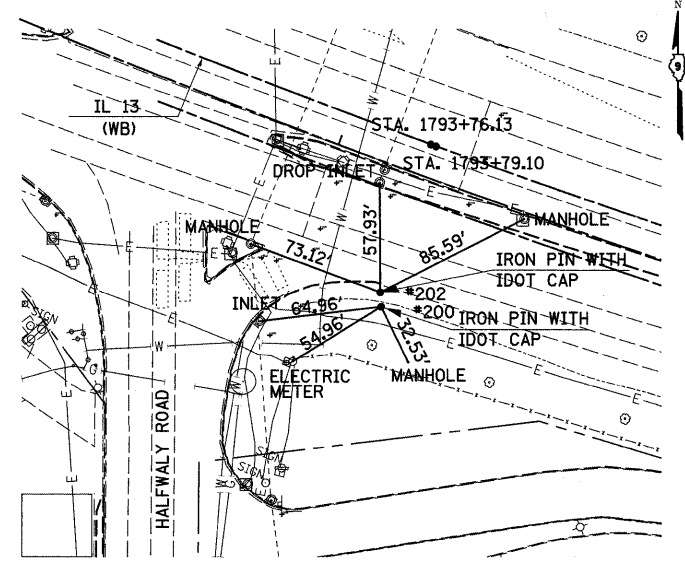 N
9
IL 13
(WB)
STA. 1793+76.13
STA. 1793+79.10
DROP INLET
MANHOLE
MANHOLE
73.12'
57.93'
85.59'
IRON PIN WITH
IDOT CAP
#202
#200
IRON PIN WITH
IDOT CAP
INLET
64.96'
54.96'
32.53'
ELECTRIC
METER
MANHOLE
HALFWALY ROAD
SIGN
SIGN
SIGN
E
E
E
E
E
E
E
E
E
E
W
W
W
W
W
G
G